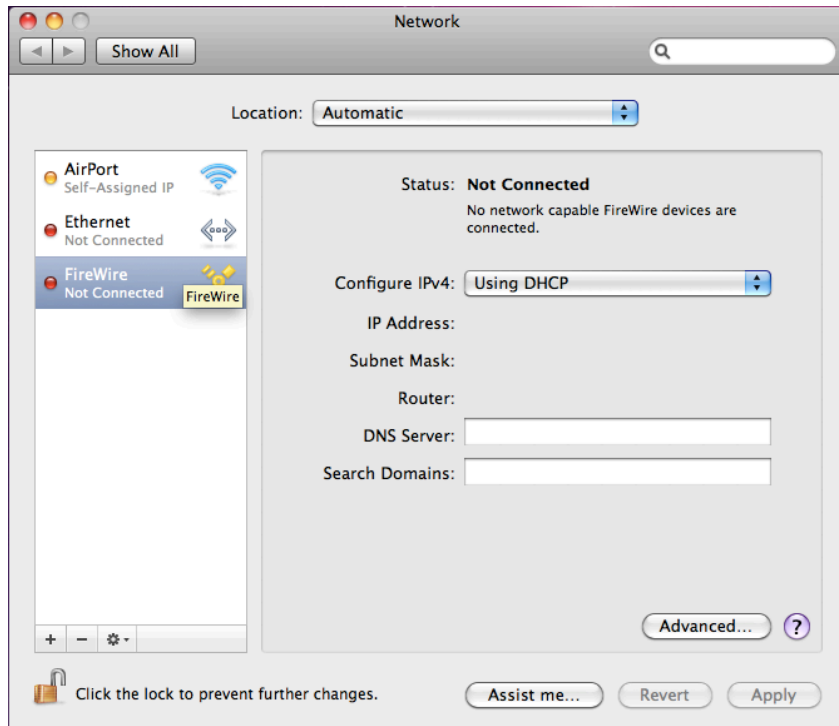 Network
Show All
Location: Automatic
AirPort
Self-Assigned IP
Ethernet
Not Connected
FireWire
Not Connected
FireWire
Status: Not Connected
No network capable FireWire devices are
connected.
Configure IPv4: Using DHCP
IP Address:
Subnet Mask:
Router:
DNS Server:
Search Domains:
Advanced... ?
Click the lock to prevent further changes.
Assist me... Revert Apply